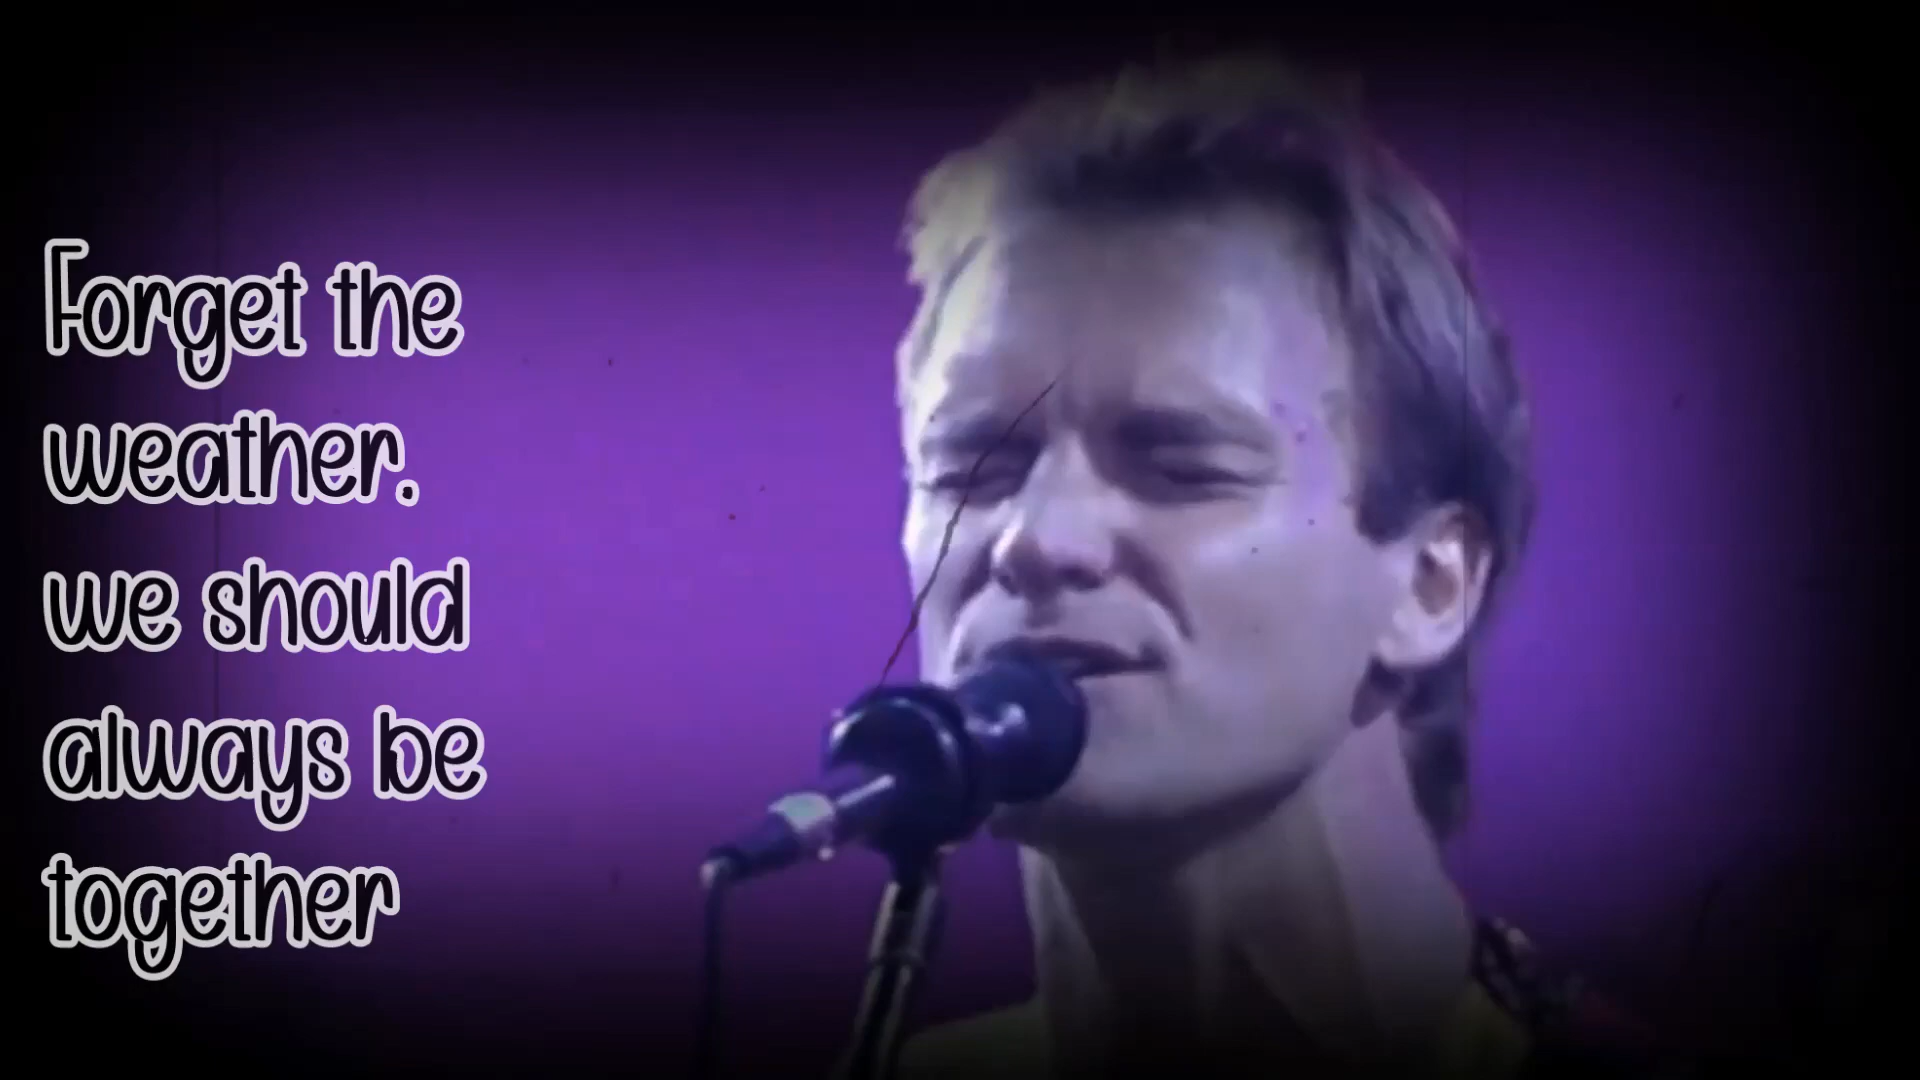 Forget the
weather.
we should
always be
together